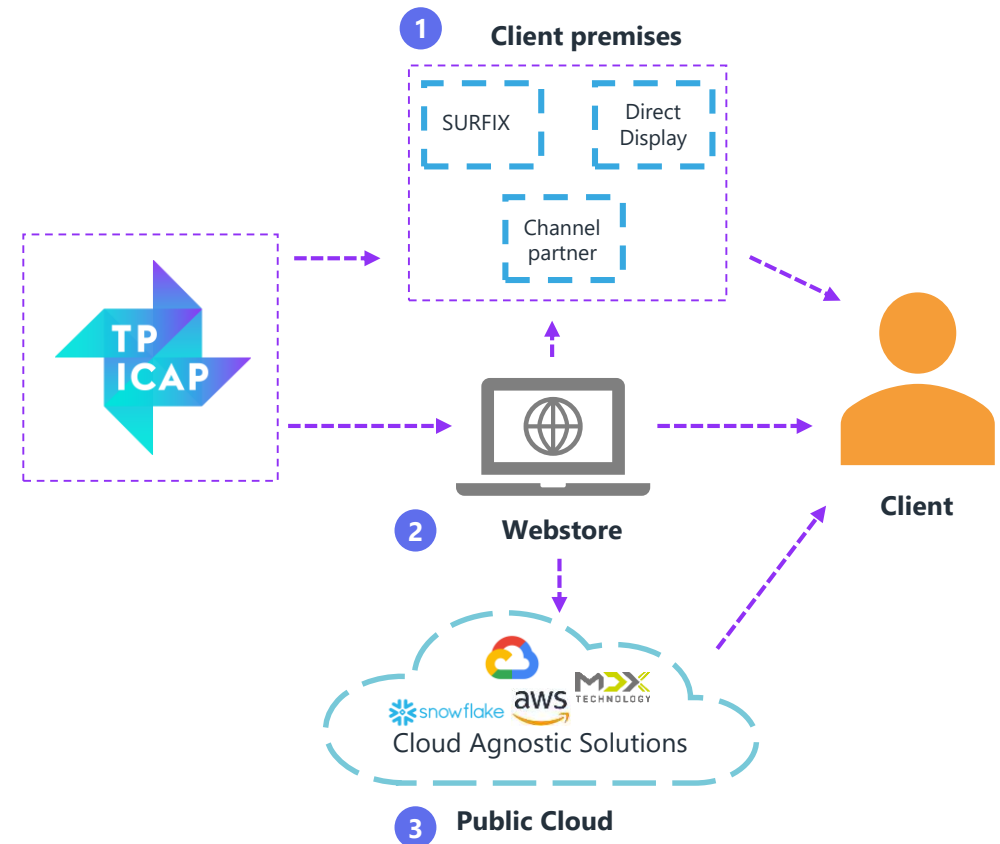 1
Client premises
SURFIX
Direct
Display
Channel
partner
TP
ICAP
Client
2
Webstore
MDX
TECHNOLOGY
snowflake
aws
Cloud Agnostic Solutions
3
Public Cloud